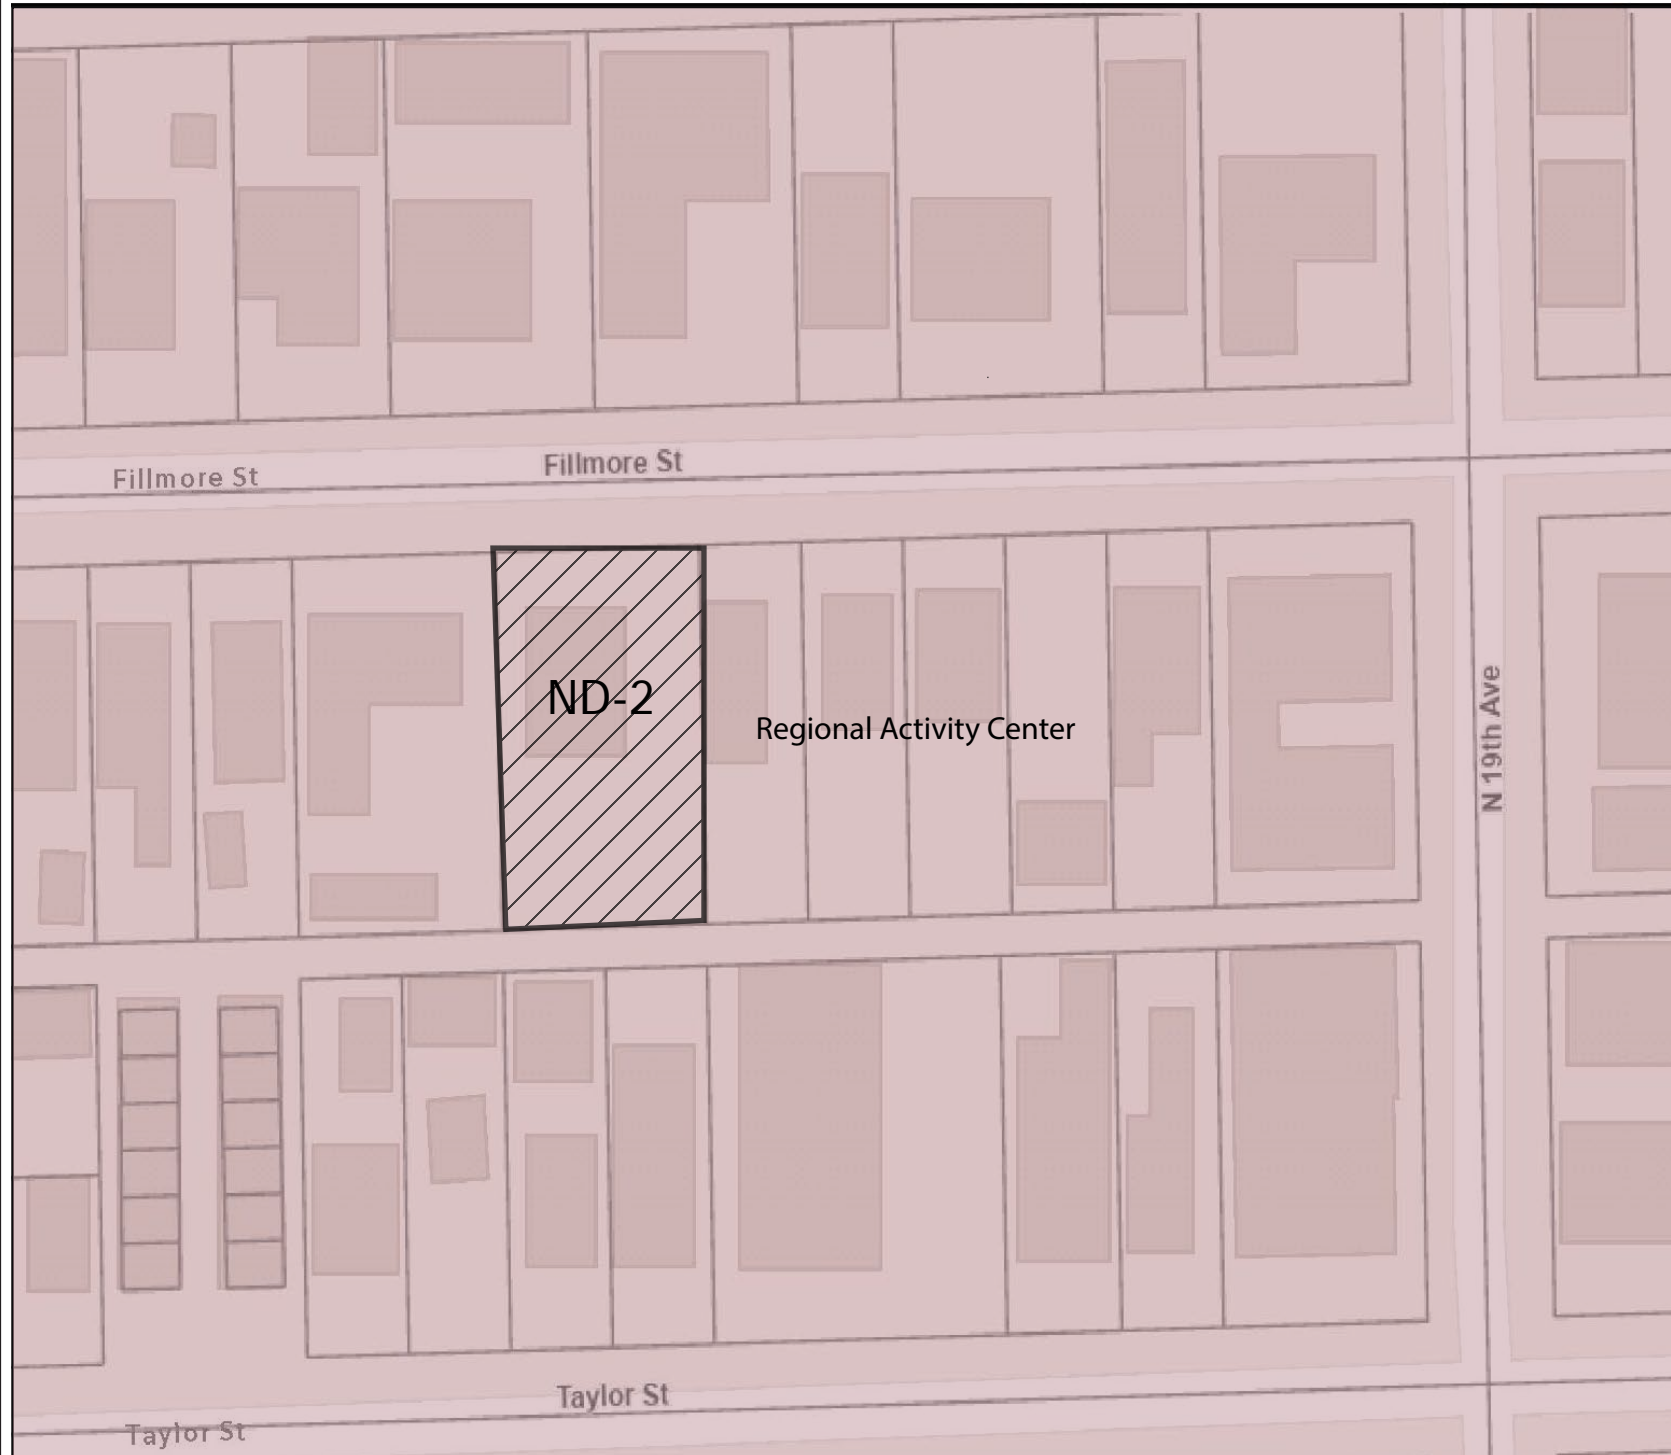 Fillmore St
Fillmore St
ND-2
Regional Activity Center
N 19th Ave
Taylor St
Taylor St